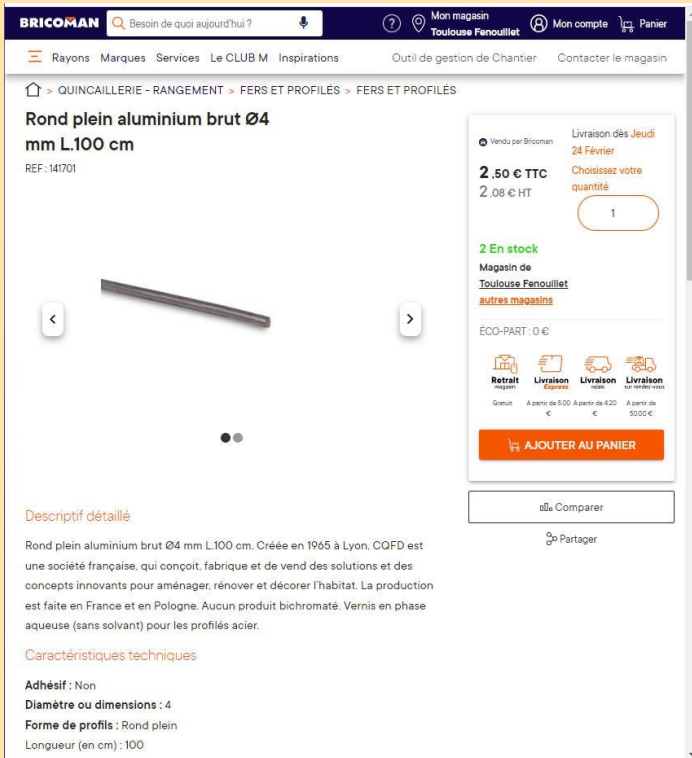 BRICOMAN
Besoin de quoi aujourd'hui ?
?
Mon magasin
Toulouse Fenouillet
Mon compte
Panier
Rayons Marques Services Le CLUB M Inspirations
Outil de gestion de Chantier Contacter le magasin
> QUINCAILLERIE - RANGEMENT > FERS ET PROFILÉS > FERS ET PROFILÉS
Rond plein aluminium brut Ø4
mm L.100 cm
REF : 141701
Vendu par Bricoman
Livraison dès Jeudi
24 Février
2 ,50 € TTC
2 ,08 € HT
Choisissez votre
quantité
1
2 En stock
Magasin de
Toulouse Fenouillet
autres magasins
ÉCO-PART : 0 €
Retrait
magasin
Gratuit
Livraison
Express
A partir de 5.00
€
Livraison
relais
A partir de 4.20
€
Livraison
sur rendez-vous
A partir de
50.00 €
AJOUTER AU PANIER
Comparer
Partager
Descriptif détaillé
Rond plein aluminium brut Ø4 mm L.100 cm. Créée en 1965 à Lyon, CQFD est
une société française, qui conçoit, fabrique et de vend des solutions et des
concepts innovants pour aménager, rénover et décorer l'habitat. La production
est faite en France et en Pologne. Aucun produit bichromaté. Vernis en phase
aqueuse (sans solvant) pour les profilés acier.
Caractéristiques techniques
Adhésif : Non
Diamètre ou dimensions : 4
Forme de profils : Rond plein
Longueur (en cm) : 100